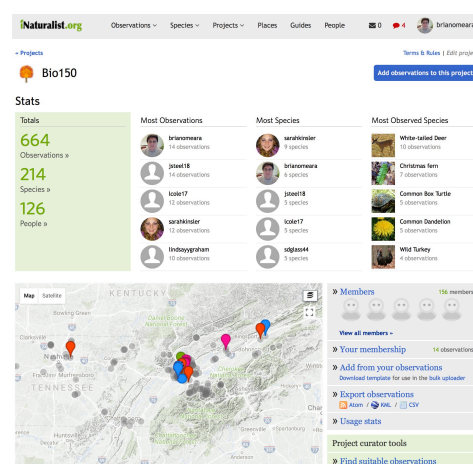 iNaturalist.org Observations Species Projects Places Guides People 0 4 brianomeara
« Projects
Terms & Rules | Edit proje
Bio150
Add observations to this project
Stats
Totals
664
Observations »
214
Species »
126
People »
Most Observations
brianomeara
14 observations
jsteel18
14 observations
lcole17
12 observations
sarahkinsler
12 observations
lindsayygraham
10 observations
Most Species
sarahkinsler
9 species
brianomeara
6 species
jsteel18
5 species
lcole17
5 species
sdglass44
5 species
Most Observed Species
White-tailed Deer
10 observations
Christmas fern
7 observations
Common Box Turtle
5 observations
Common Dandelion
5 observations
Wild Turkey
4 observations
Map Satellite
KENTUCKY
Bowling Green
Daniel Boone
National Forest
Clarksville
Nashville
Franklin Murfreesboro
TENNESSEE
Hickory
Char
Huntsville
Decatur
Greenville
Spartanburg
Anderson
» Members 156 members
View all members »
» Your membership 14 observations
» Add from your observations
Download template for use in the bulk uploader
» Export observations
Atom / KML / CSV
» Usage stats
Project curator tools
» Find suitable observations